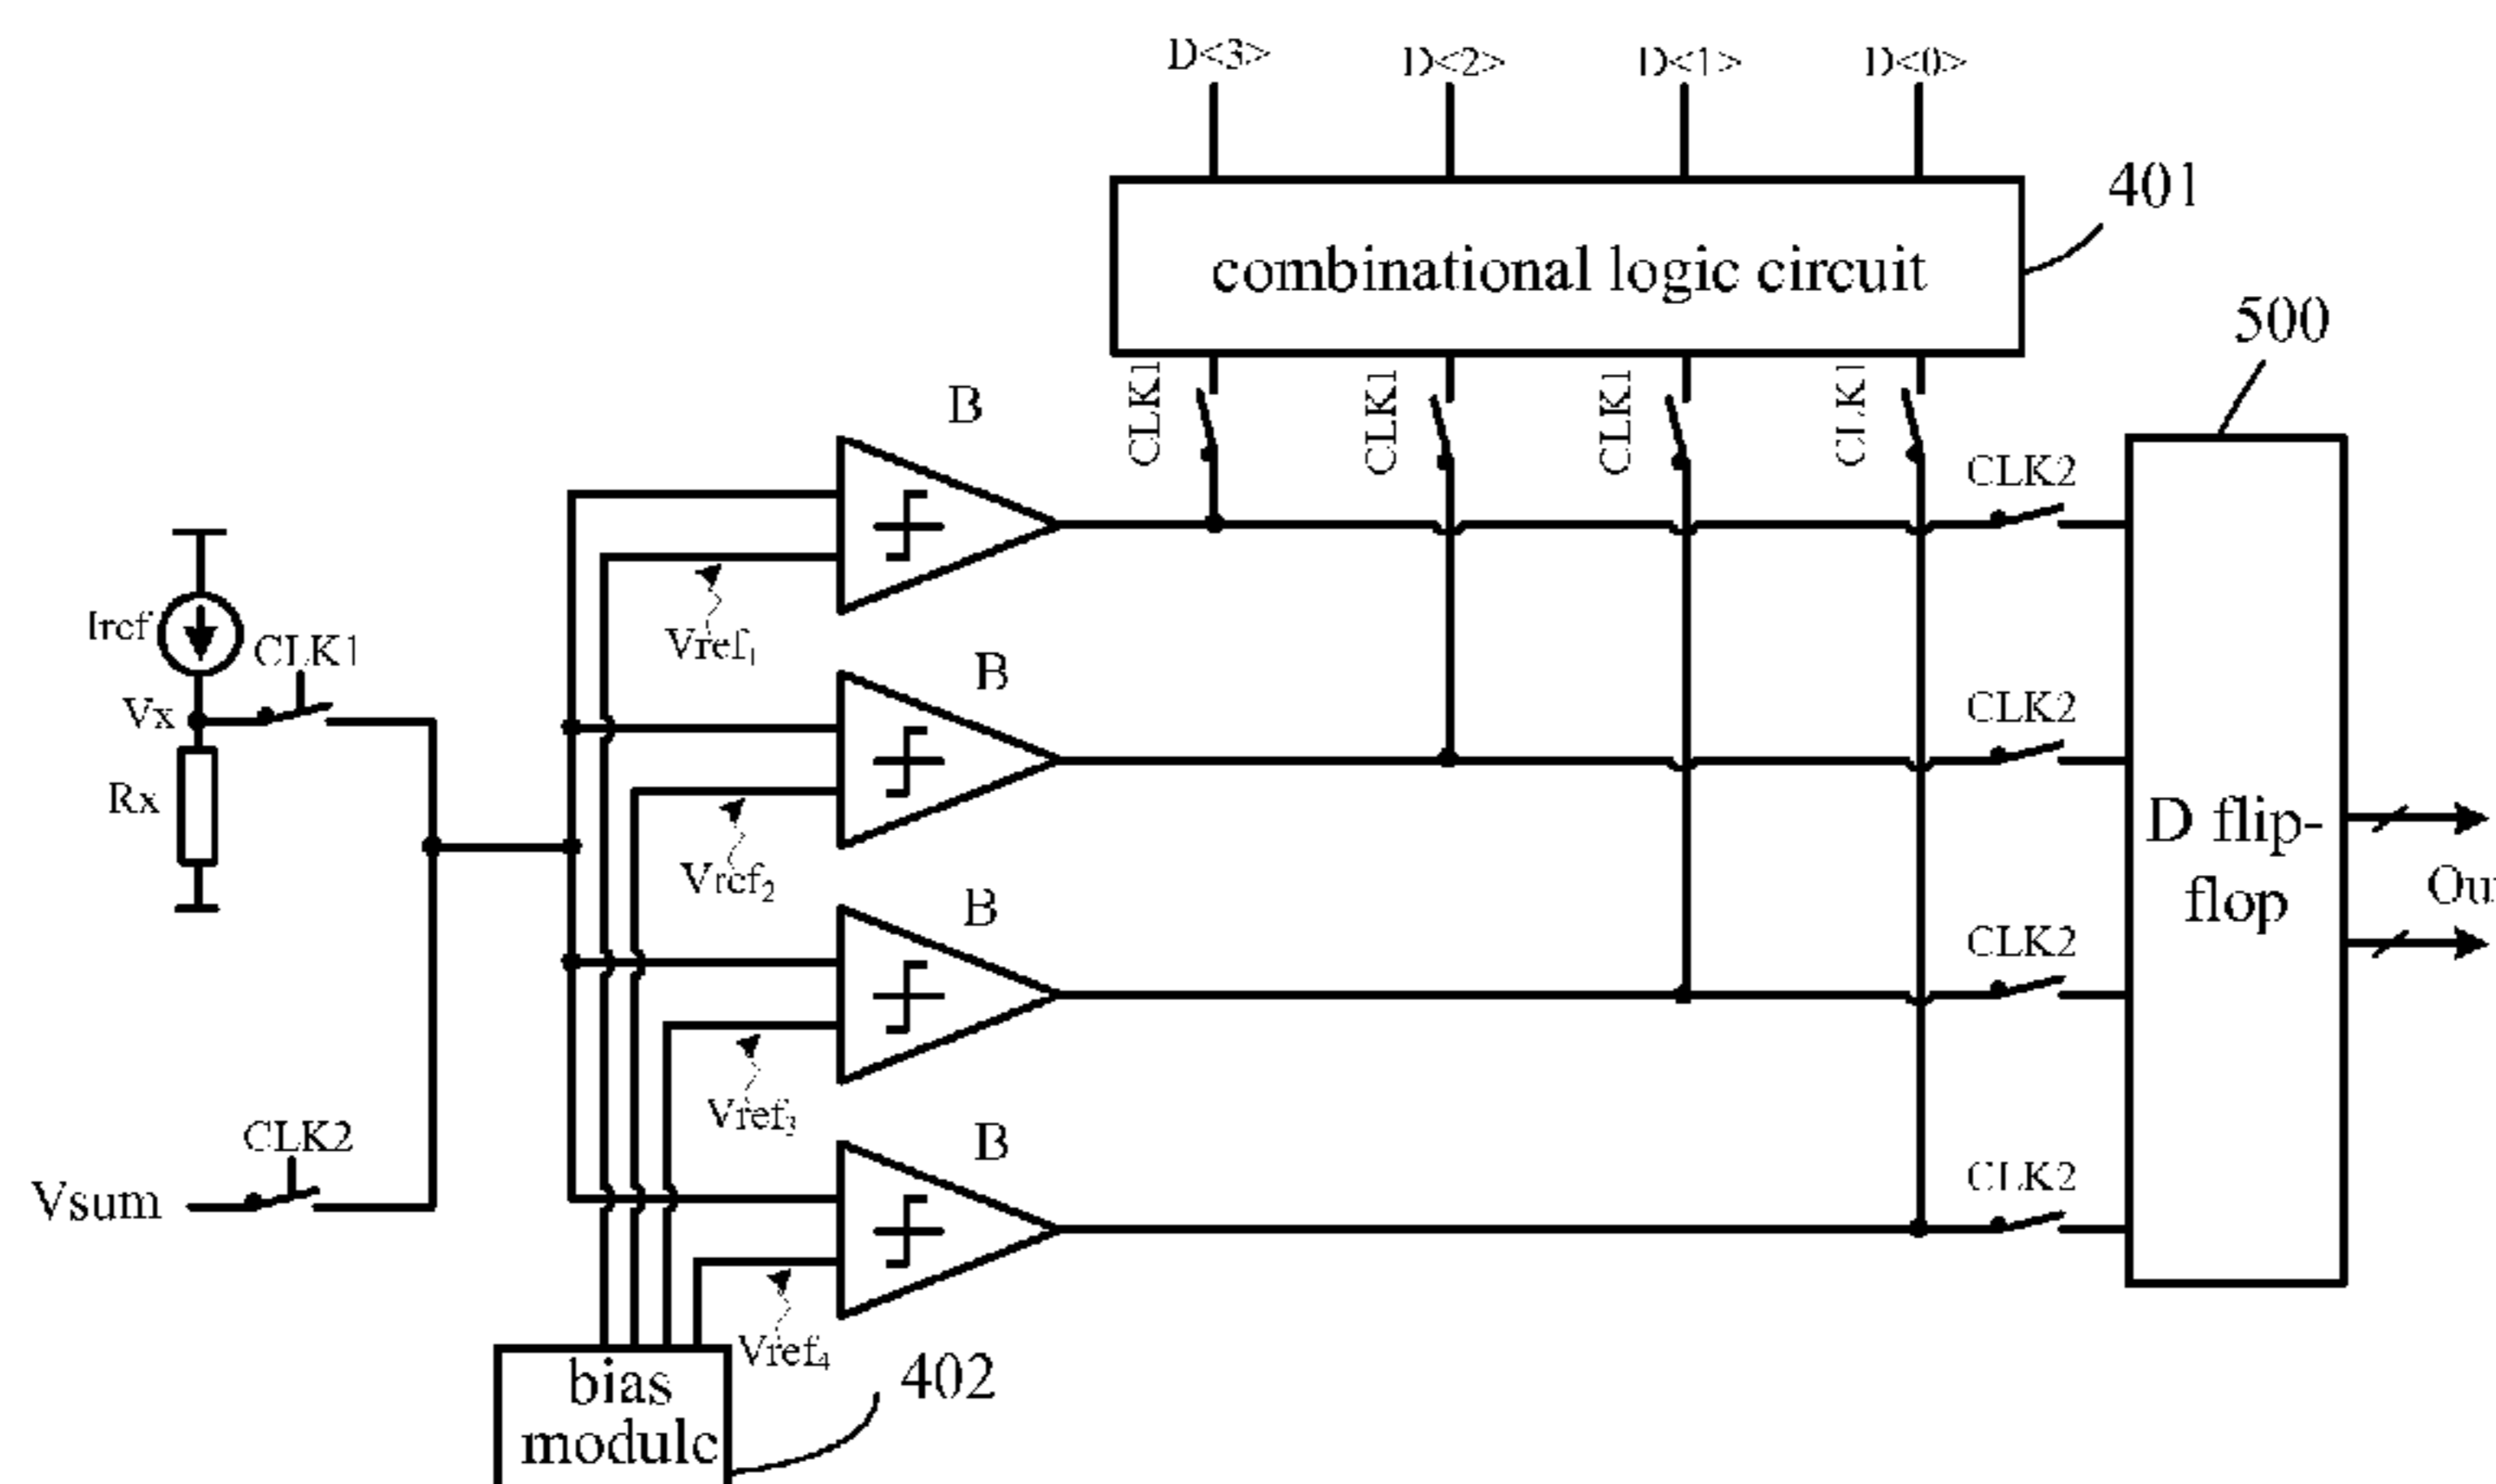 D<3> D<2> D<1> D<0>
401
combinational logic circuit
500
CLK1 CLK1 CLK1 CLK1
B
CLK2
Iref
CLK1
Vref1
B
Vx
CLK2
Rx
D flip-
flop
Vref2
Ou
B
CLK2
Vref3
CLK2
B
CLK2
Vsum
Vref4
402
bias
module